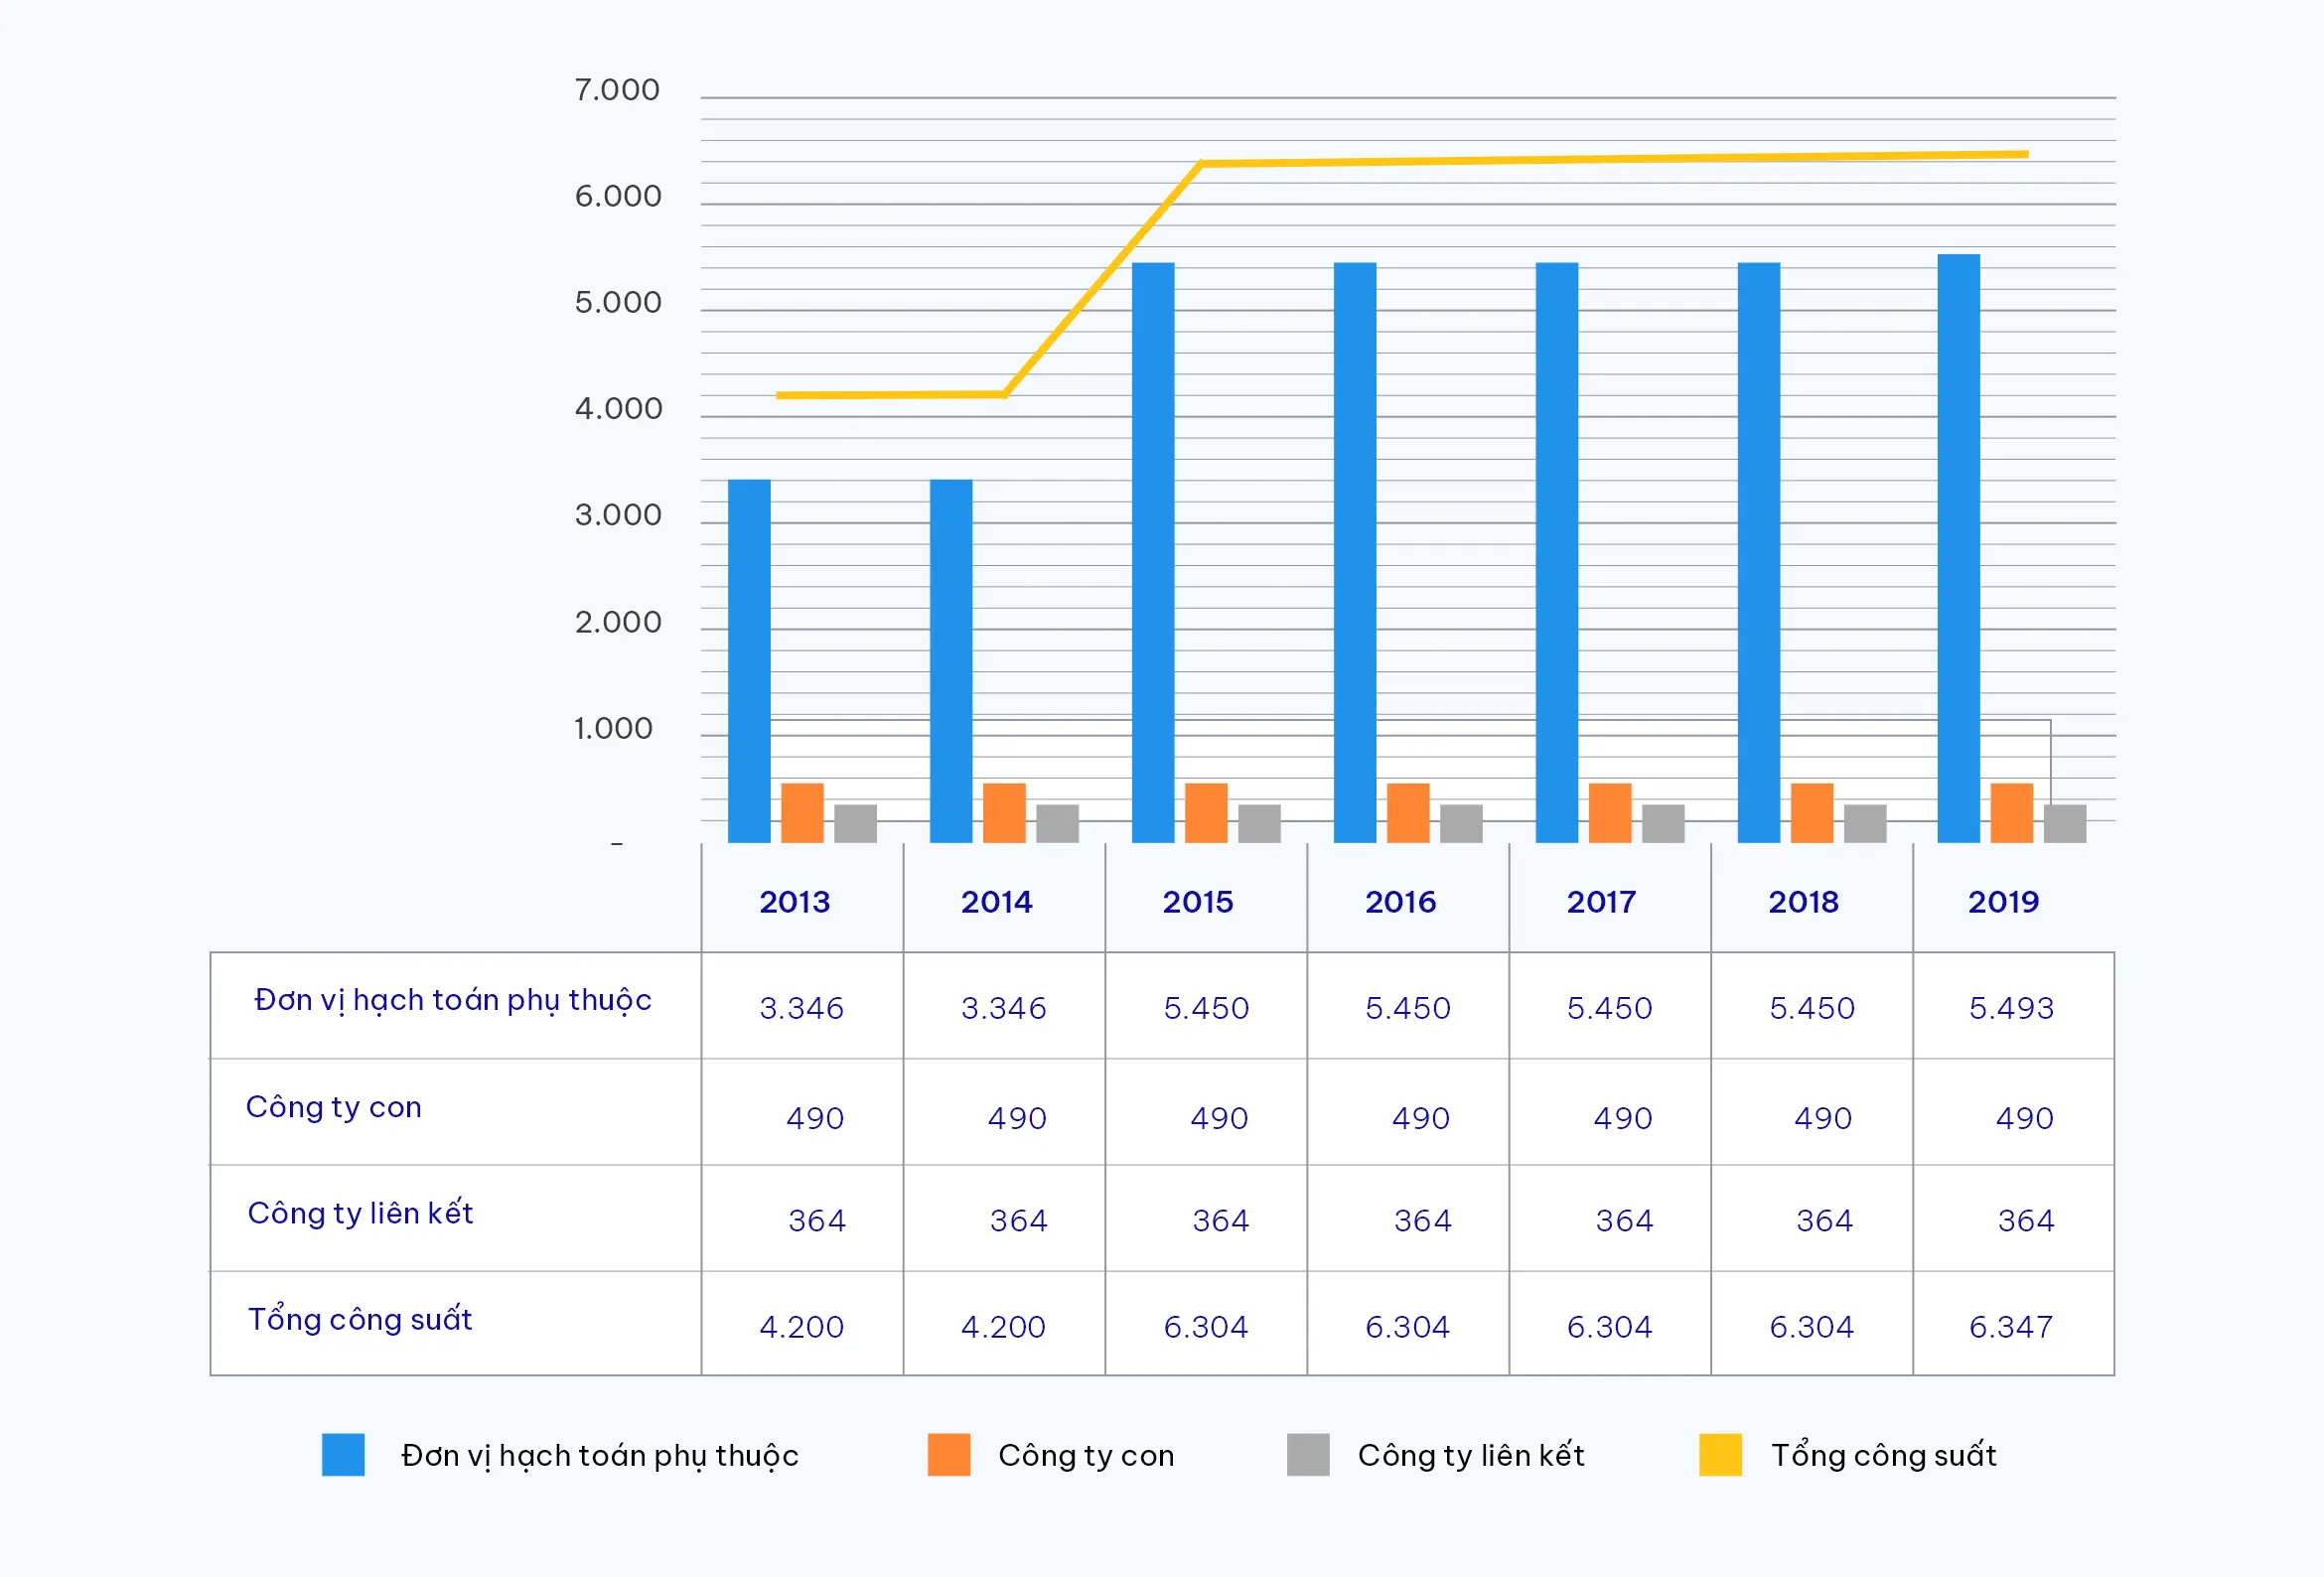 7.000
6.000
5.000
4.000
3.000
2.000
1.000
-
2013 2014 2015 2016 2017 2018 2019
Đơn vị hạch toán phụ thuộc 3.346 3.346 5.450 5.450 5.450 5.450 5.493
Công ty con 490 490 490 490 490 490 490
Công ty liên kết 364 364 364 364 364 364 364
Tổng công suất 4.200 4.200 6.304 6.304 6.304 6.304 6.347
Đơn vị hạch toán phụ thuộc Công ty con Công ty liên kết Tổng công suất